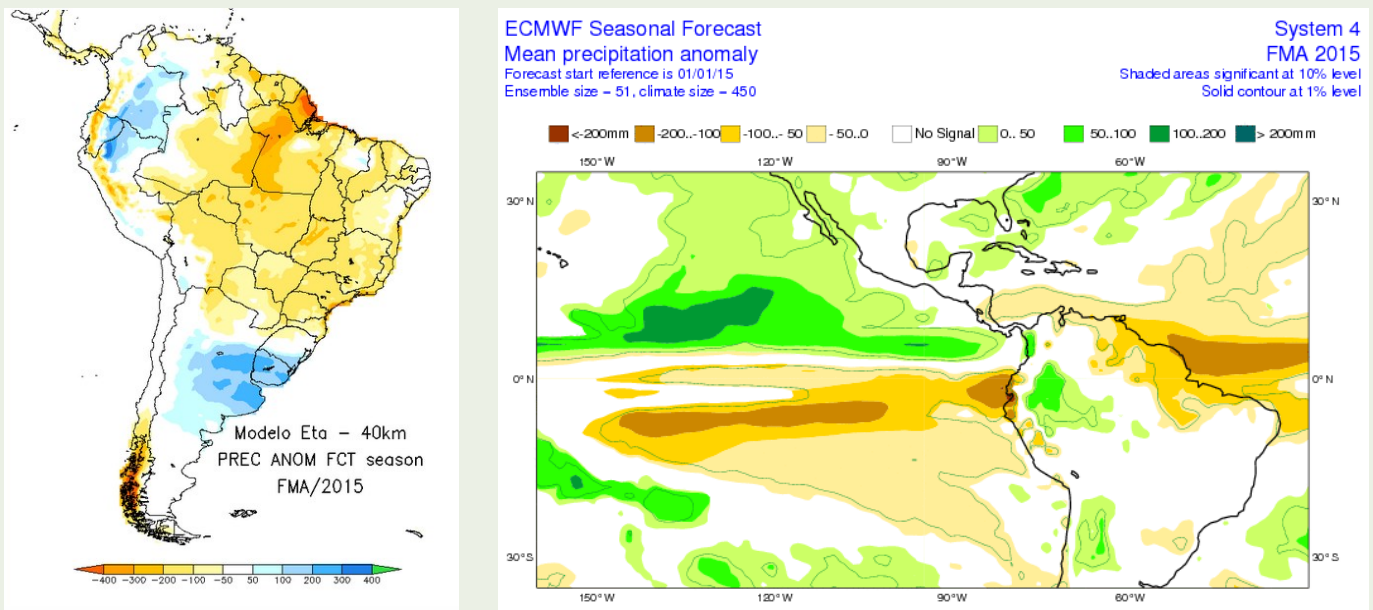 Modelo Eta – 40km
PREC ANOM FCT season
FMA/2015
−400 −300 −200 −100 −50 50 100 200 300 400
ECMWF Seasonal Forecast
Mean precipitation anomaly
Forecast start reference is 01/01/15
Ensemble size = 51, climate size = 450
System 4
FMA 2015
Shaded areas significant at 10% level
Solid contour at 1% level
<-200mm -200..-100 -100..- 50 - 50..0 No Signal 0.. 50 50..100 100..200 > 200mm
150°W 120°W 90°W 60°W
30°N 30°N
0°N 0°N
30°S 30°S
150°W 120°W 90°W 60°W